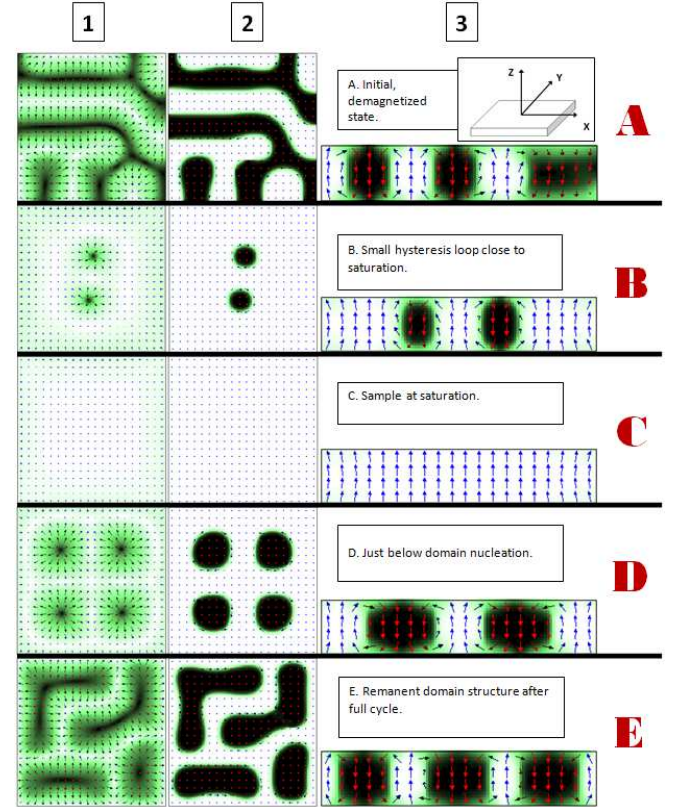 1 2 3
A. Initial,
demagnetized
state.
Z
Y
X
A
B. Small hysteresis loop close to
saturation.
B
C. Sample at saturation.
C
D. Just below domain nucleation.
D
E. Remanent domain structure after
full cycle.
E